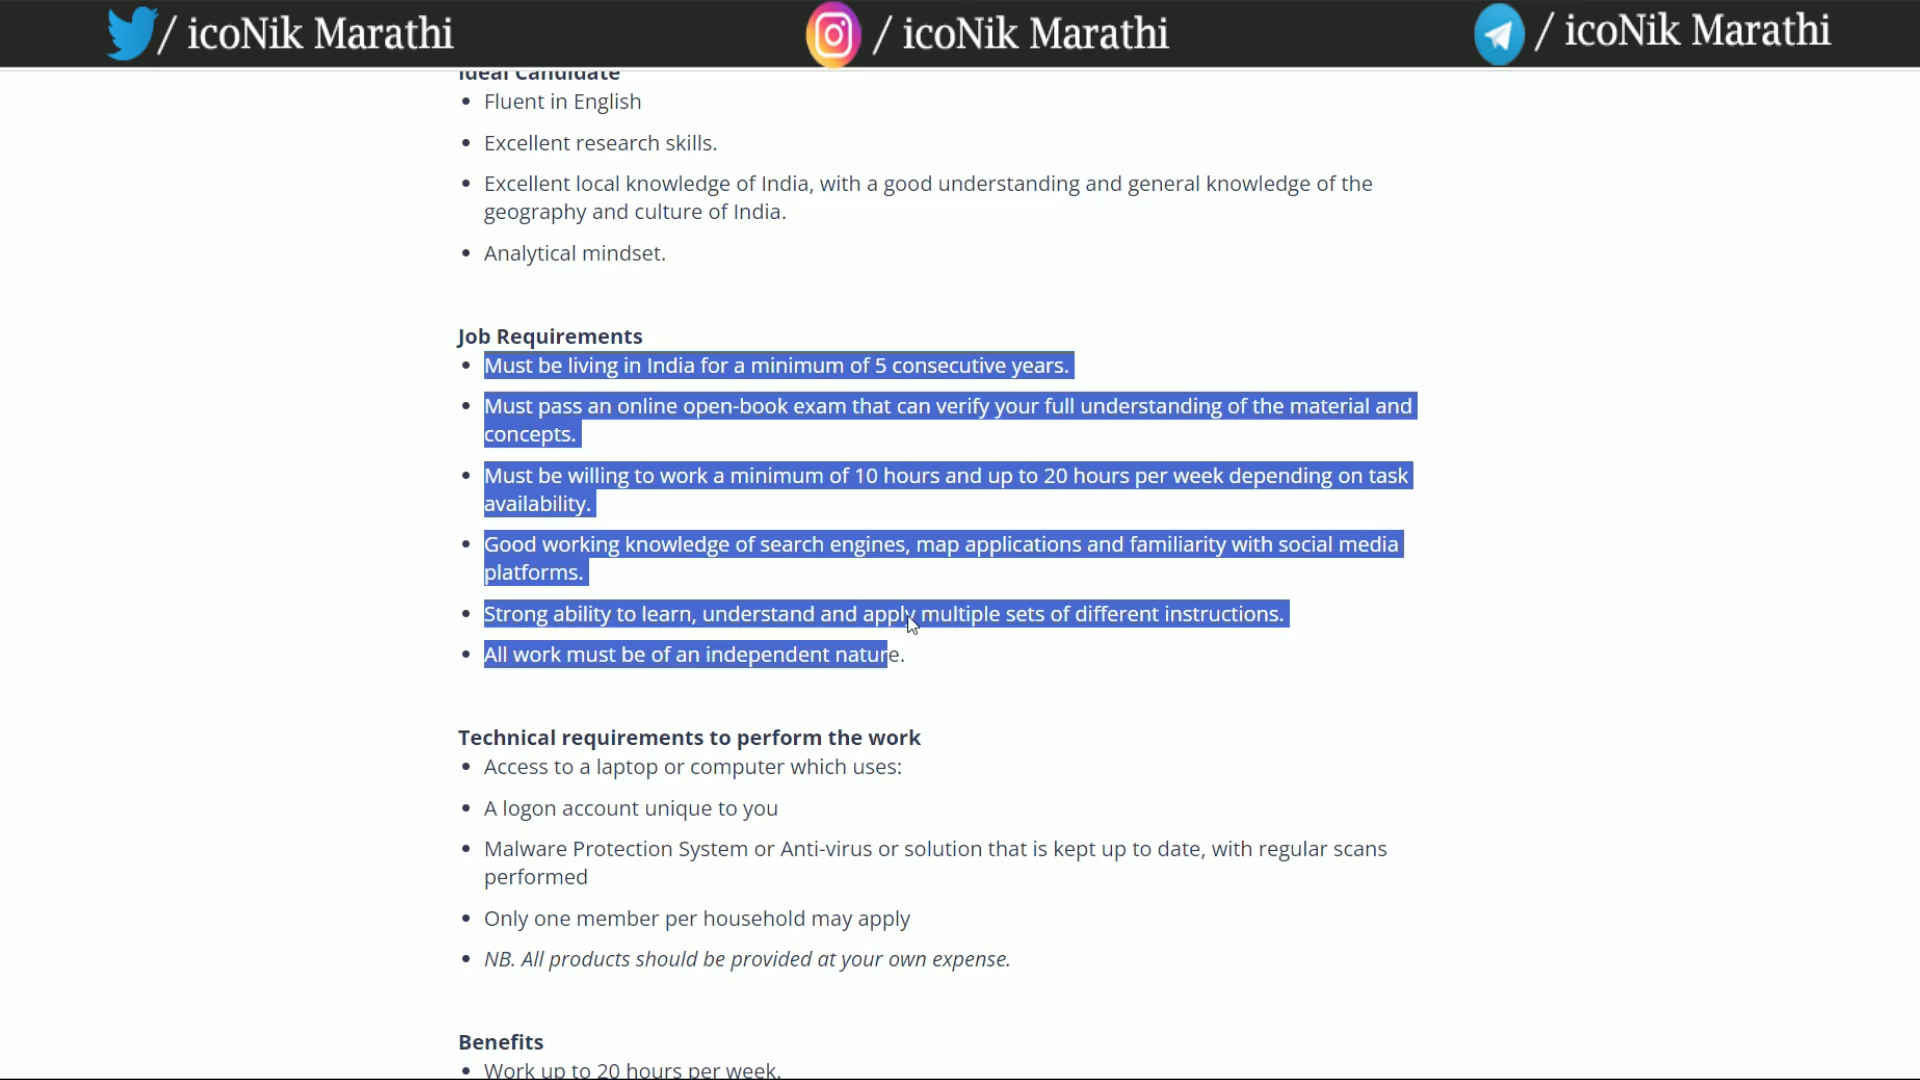 / icoNik Marathi / icoNik Marathi / icoNik Marathi
Ideal Candidate
• Fluent in English
• Excellent research skills.
• Excellent local knowledge of India, with a good understanding and general knowledge of the
geography and culture of India.
• Analytical mindset.
Job Requirements
• Must be living in India for a minimum of 5 consecutive years.
• Must pass an online open-book exam that can verify your full understanding of the material and
concepts.
• Must be willing to work a minimum of 10 hours and up to 20 hours per week depending on task
availability.
• Good working knowledge of search engines, map applications and familiarity with social media
platforms.
• Strong ability to learn, understand and apply multiple sets of different instructions.
• All work must be of an independent nature.
Technical requirements to perform the work
• Access to a laptop or computer which uses:
• A logon account unique to you
• Malware Protection System or Anti-virus or solution that is kept up to date, with regular scans
performed
• Only one member per household may apply
• NB. All products should be provided at your own expense.
Benefits
• Work up to 20 hours per week.